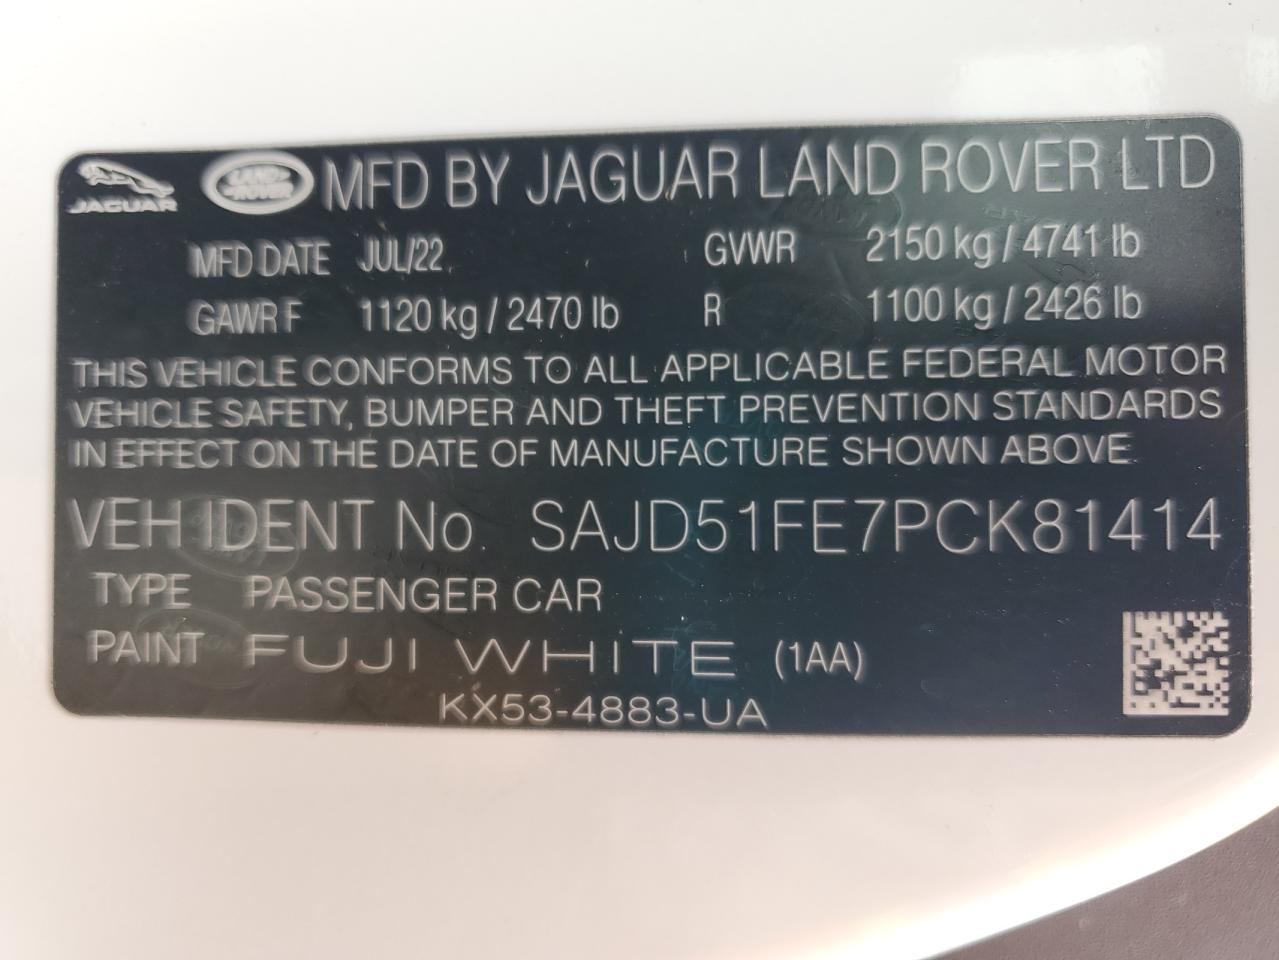 JAGUAR LAND ROVER MFD BY JAGUAR LAND ROVER LTD
MFD DATE JUL/22 GVWR 2150 kg / 4741 lb
GAWR F 1120 kg / 2470 lb R 1100 kg / 2426 lb
THIS VEHICLE CONFORMS TO ALL APPLICABLE FEDERAL MOTOR
VEHICLE SAFETY, BUMPER AND THEFT PREVENTION STANDARDS
IN EFFECT ON THE DATE OF MANUFACTURE SHOWN ABOVE
VEH IDENT No. SAJD51FE7PCK81414
TYPE PASSENGER CAR
PAINT FUJI WHITE (1AA)
KX53-4883-UA